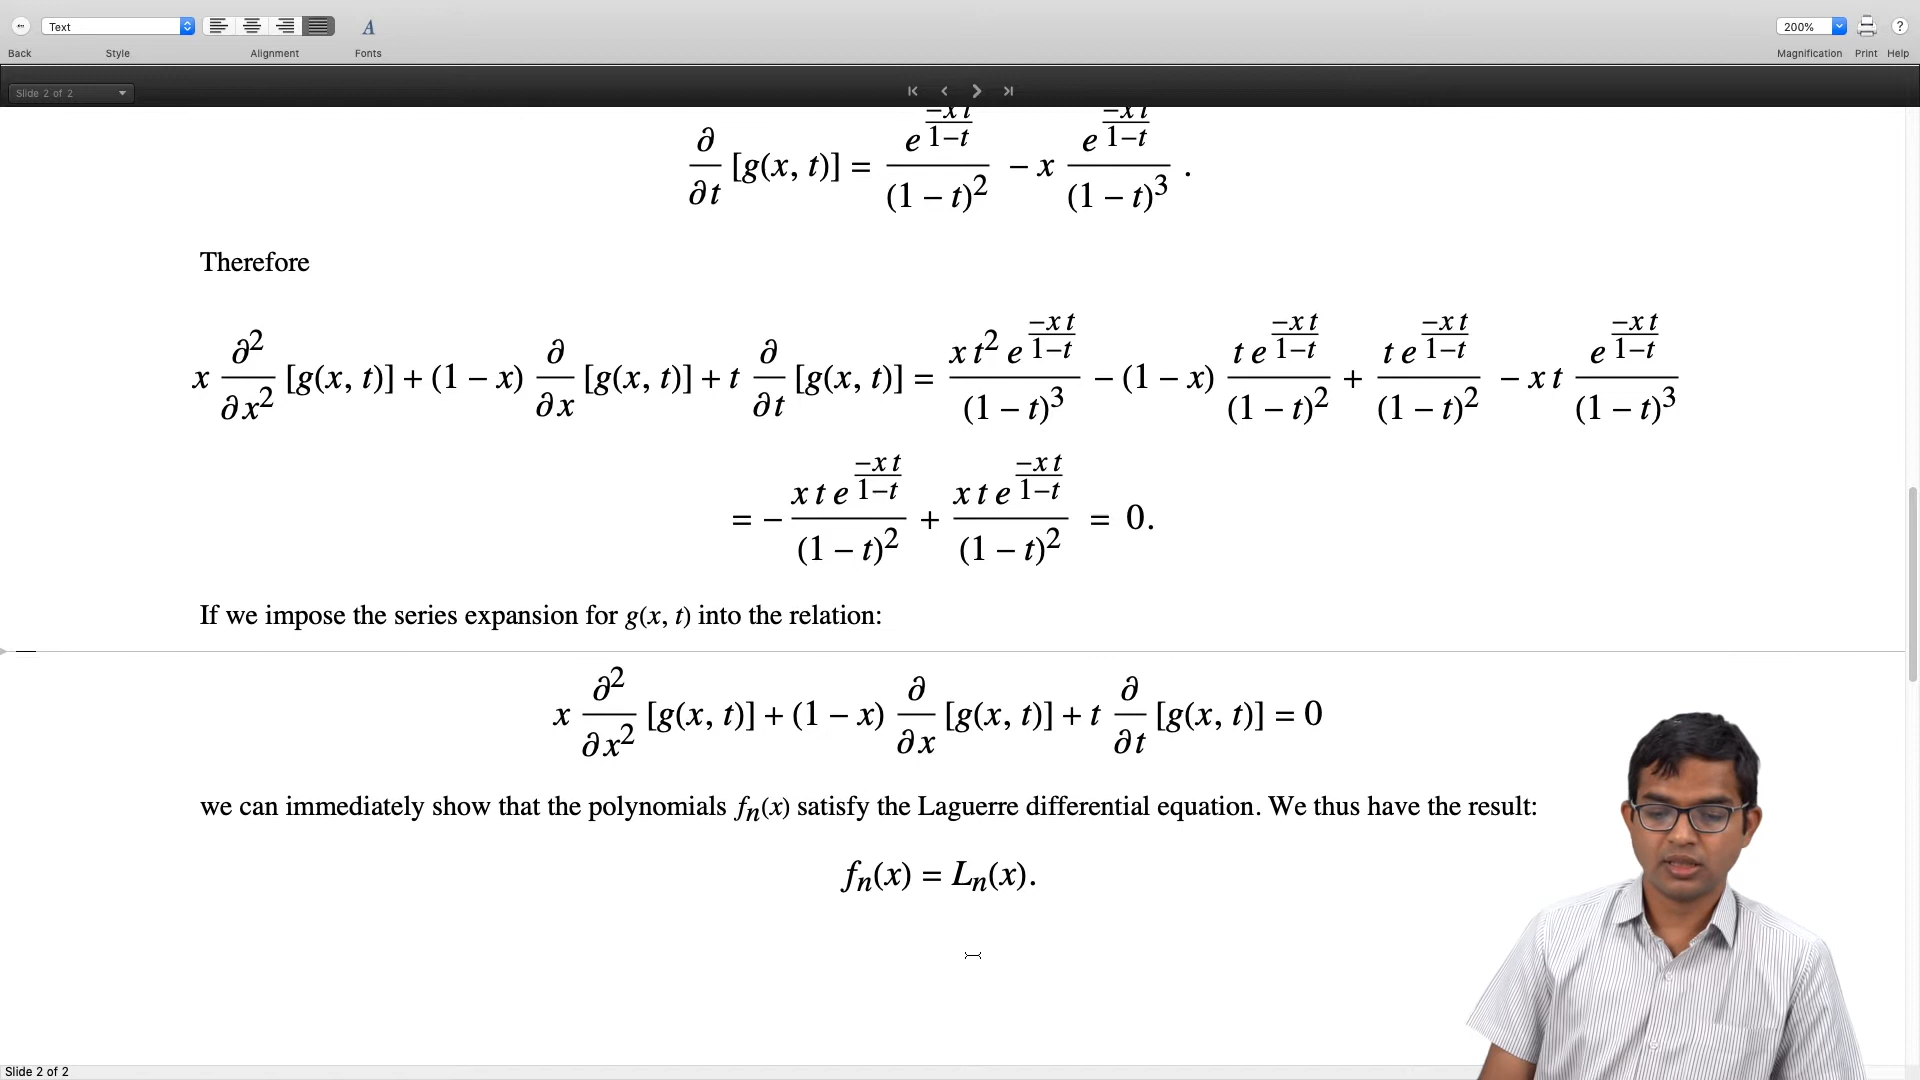 Text
200%
Back Style Alignment Fonts Magnification Print Help
Slide 2 of 2
∂/∂t [g(x, t)] = e^(−x t/(1−t))/(1 − t)^2 − x e^(−x t/(1−t))/(1 − t)^3 .
Therefore
x ∂^2/∂x^2 [g(x, t)] + (1 − x) ∂/∂x [g(x, t)] + t ∂/∂t [g(x, t)] = x t^2 e^(−x t/(1−t))/(1 − t)^3 − (1 − x) t e^(−x t/(1−t))/(1 − t)^2 + t e^(−x t/(1−t))/(1 − t)^2 − x t e^(−x t/(1−t))/(1 − t)^3
= − x t e^(−x t/(1−t))/(1 − t)^2 + x t e^(−x t/(1−t))/(1 − t)^2 = 0.
If we impose the series expansion for g(x, t) into the relation:
x ∂^2/∂x^2 [g(x, t)] + (1 − x) ∂/∂x [g(x, t)] + t ∂/∂t [g(x, t)] = 0
we can immediately show that the polynomials f_n(x) satisfy the Laguerre differential equation. We thus have the result:
f_n(x) = L_n(x).
Slide 2 of 2